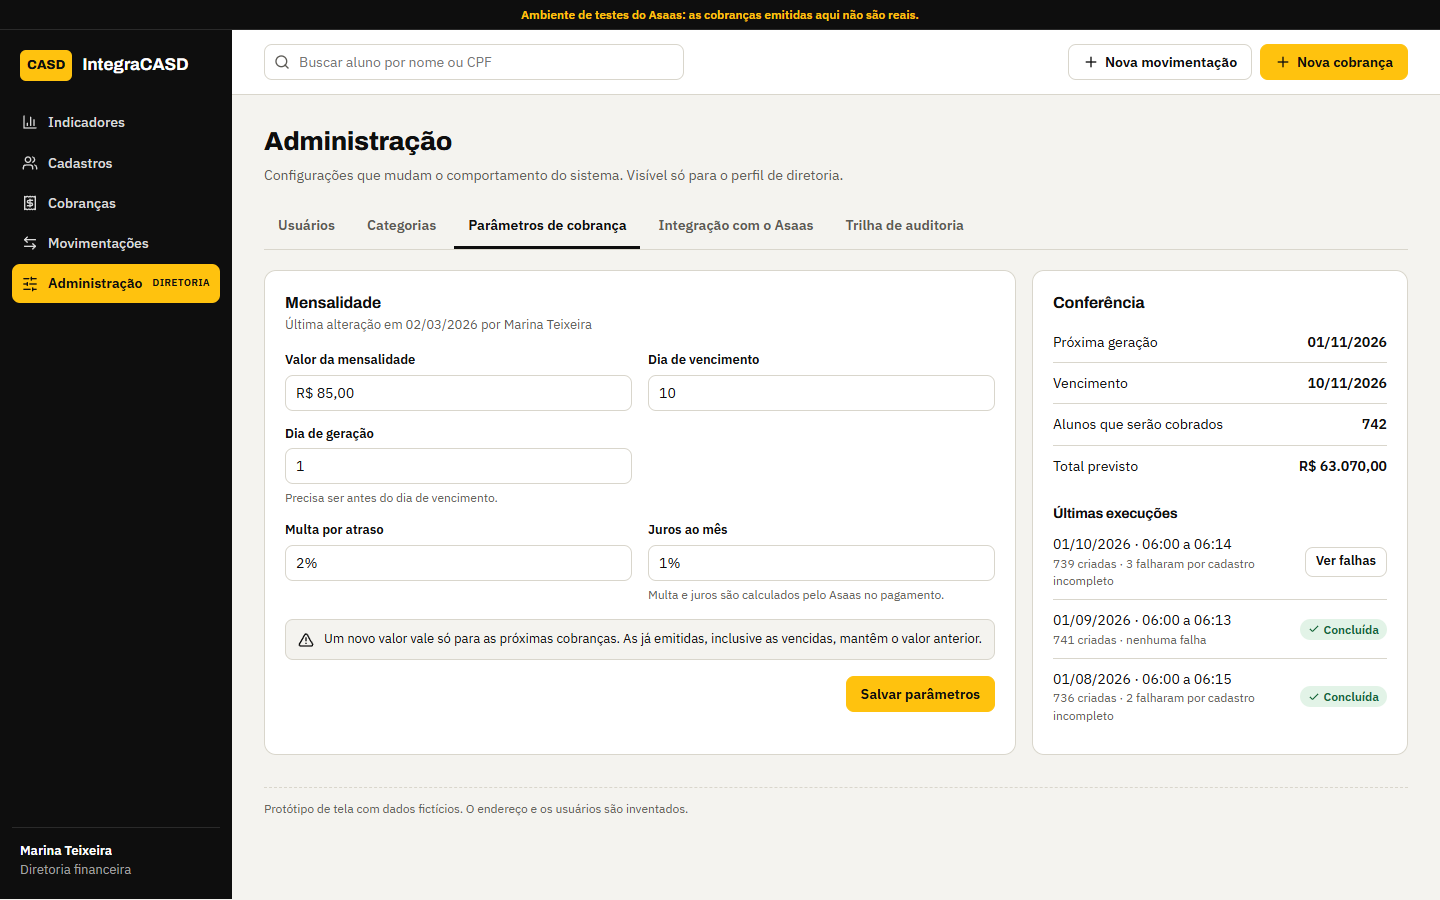 Ambiente de testes do Asaas: as cobranças emitidas aqui não são reais.
CASD IntegraCASD
Indicadores
Cadastros
Cobranças
Movimentações
Administração DIRETORIA
Marina Teixeira
Diretoria financeira
Buscar aluno por nome ou CPF
Nova movimentação
Nova cobrança
Administração
Configurações que mudam o comportamento do sistema. Visível só para o perfil de diretoria.
Usuários Categorias Parâmetros de cobrança Integração com o Asaas Trilha de auditoria
Mensalidade
Última alteração em 02/03/2026 por Marina Teixeira
Valor da mensalidade
R$ 85,00
Dia de vencimento
10
Dia de geração
1
Precisa ser antes do dia de vencimento.
Multa por atraso
2%
Juros ao mês
1%
Multa e juros são calculados pelo Asaas no pagamento.
Um novo valor vale só para as próximas cobranças. As já emitidas, inclusive as vencidas, mantêm o valor anterior.
Salvar parâmetros
Conferência
Próxima geração 01/11/2026
Vencimento 10/11/2026
Alunos que serão cobrados 742
Total previsto R$ 63.070,00
Últimas execuções
01/10/2026 · 06:00 a 06:14
739 criadas · 3 falharam por cadastro
incompleto
Ver falhas
01/09/2026 · 06:00 a 06:13
741 criadas · nenhuma falha
Concluída
01/08/2026 · 06:00 a 06:15
736 criadas · 2 falharam por cadastro
incompleto
Concluída
Protótipo de tela com dados fictícios. O endereço e os usuários são inventados.